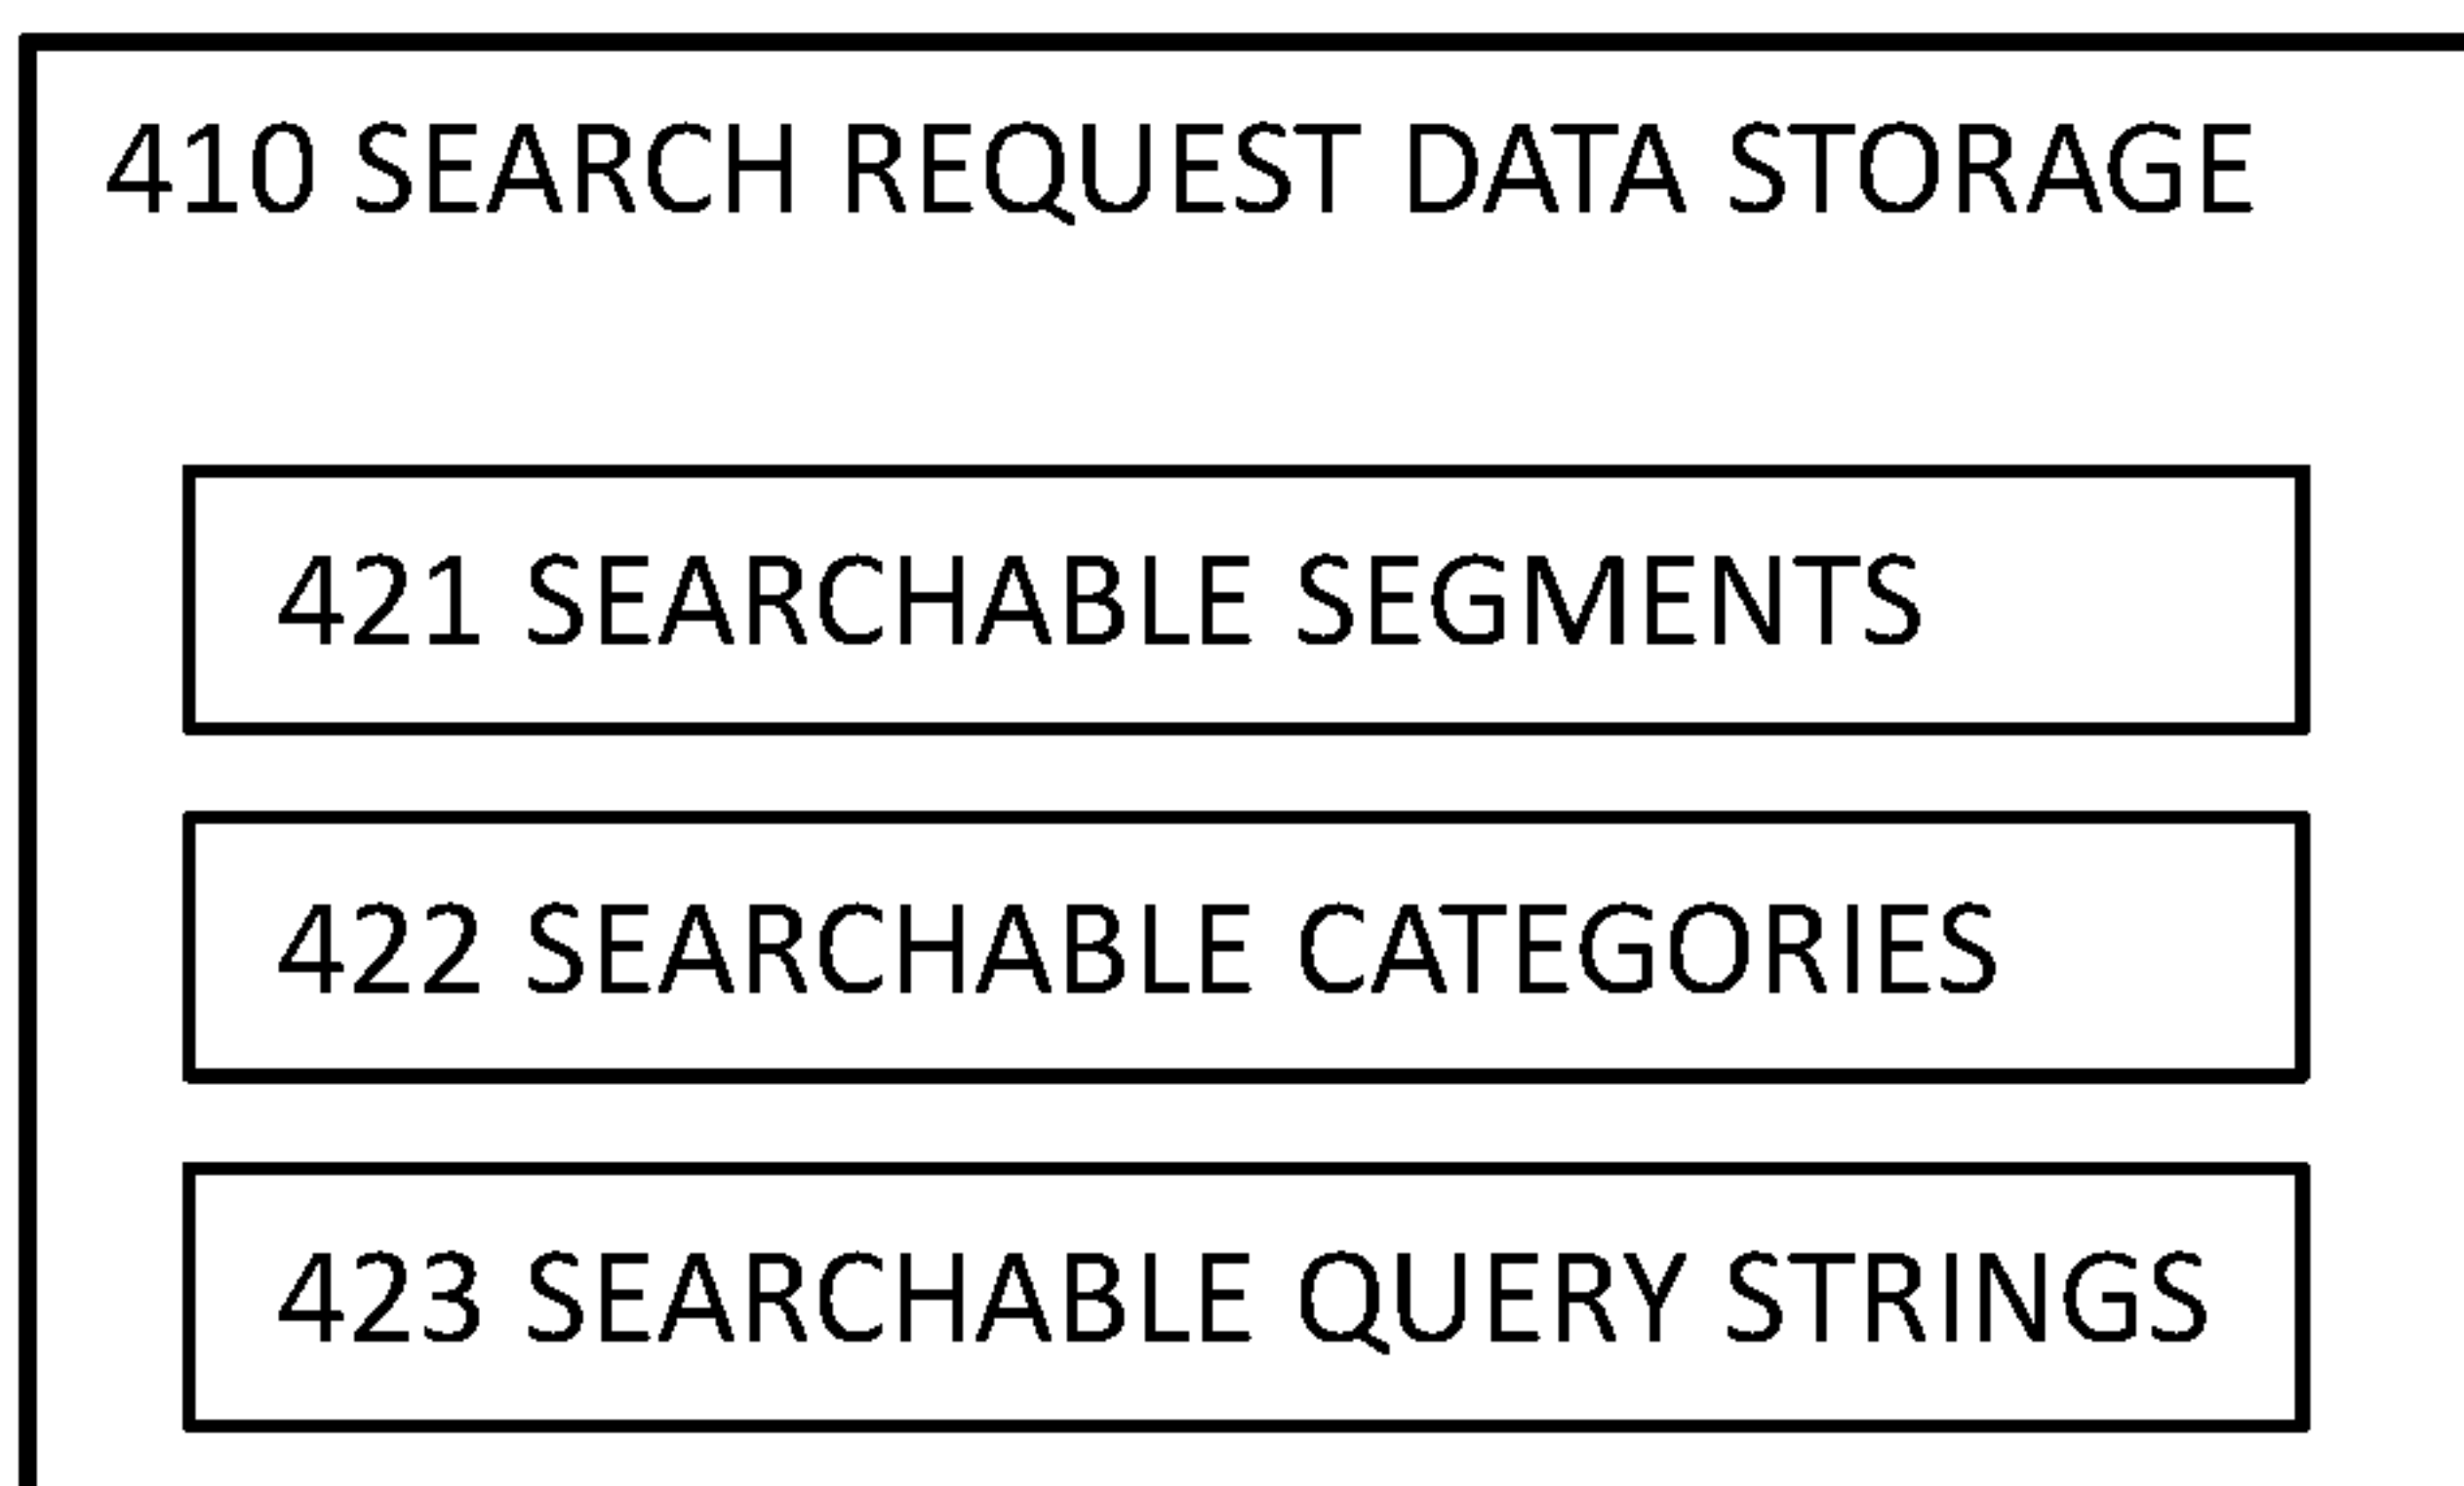 410 SEARCH REQUEST DATA STORAGE
421 SEARCHABLE SEGMENTS
422 SEARCHABLE CATEGORIES
423 SEARCHABLE QUERY STRINGS